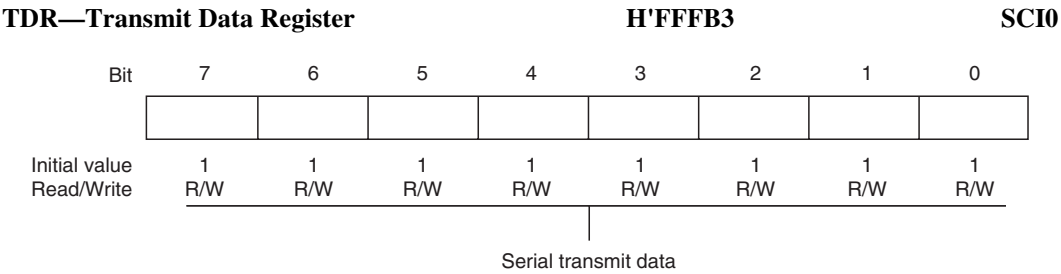 TDR—Transmit Data Register H'FFFB3 SCI0
Bit 7 6 5 4 3 2 1 0
Initial value 1 1 1 1 1 1 1 1
Read/Write R/W R/W R/W R/W R/W R/W R/W R/W
Serial transmit data